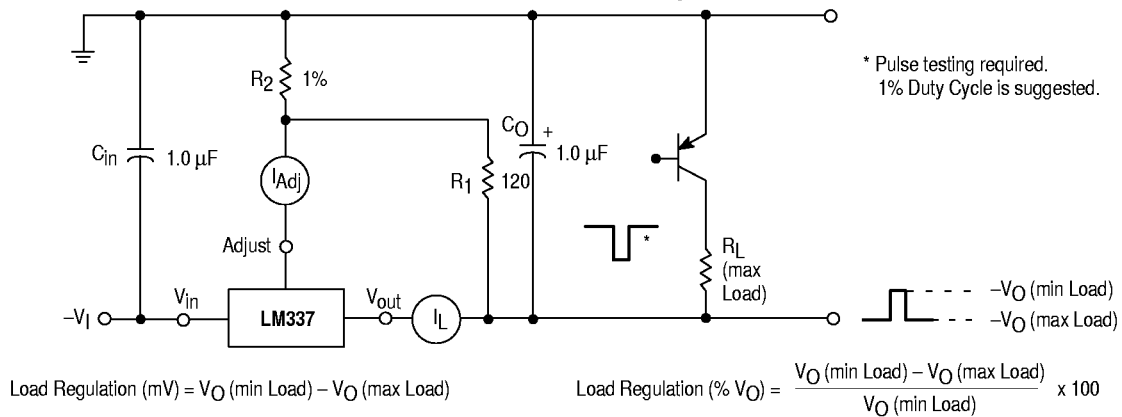 R2 1%
* Pulse testing required.
1% Duty Cycle is suggested.
Cin 1.0 µF
IAdj
R1 120
CO + 1.0 µF
Adjust
*
RL
(max
Load)
–VI
Vin
LM337
Vout
IL
–VO (min Load)
–VO (max Load)
Load Regulation (mV) = VO (min Load) – VO (max Load)
Load Regulation (% VO) = VO (min Load) – VO (max Load) / VO (min Load) x 100